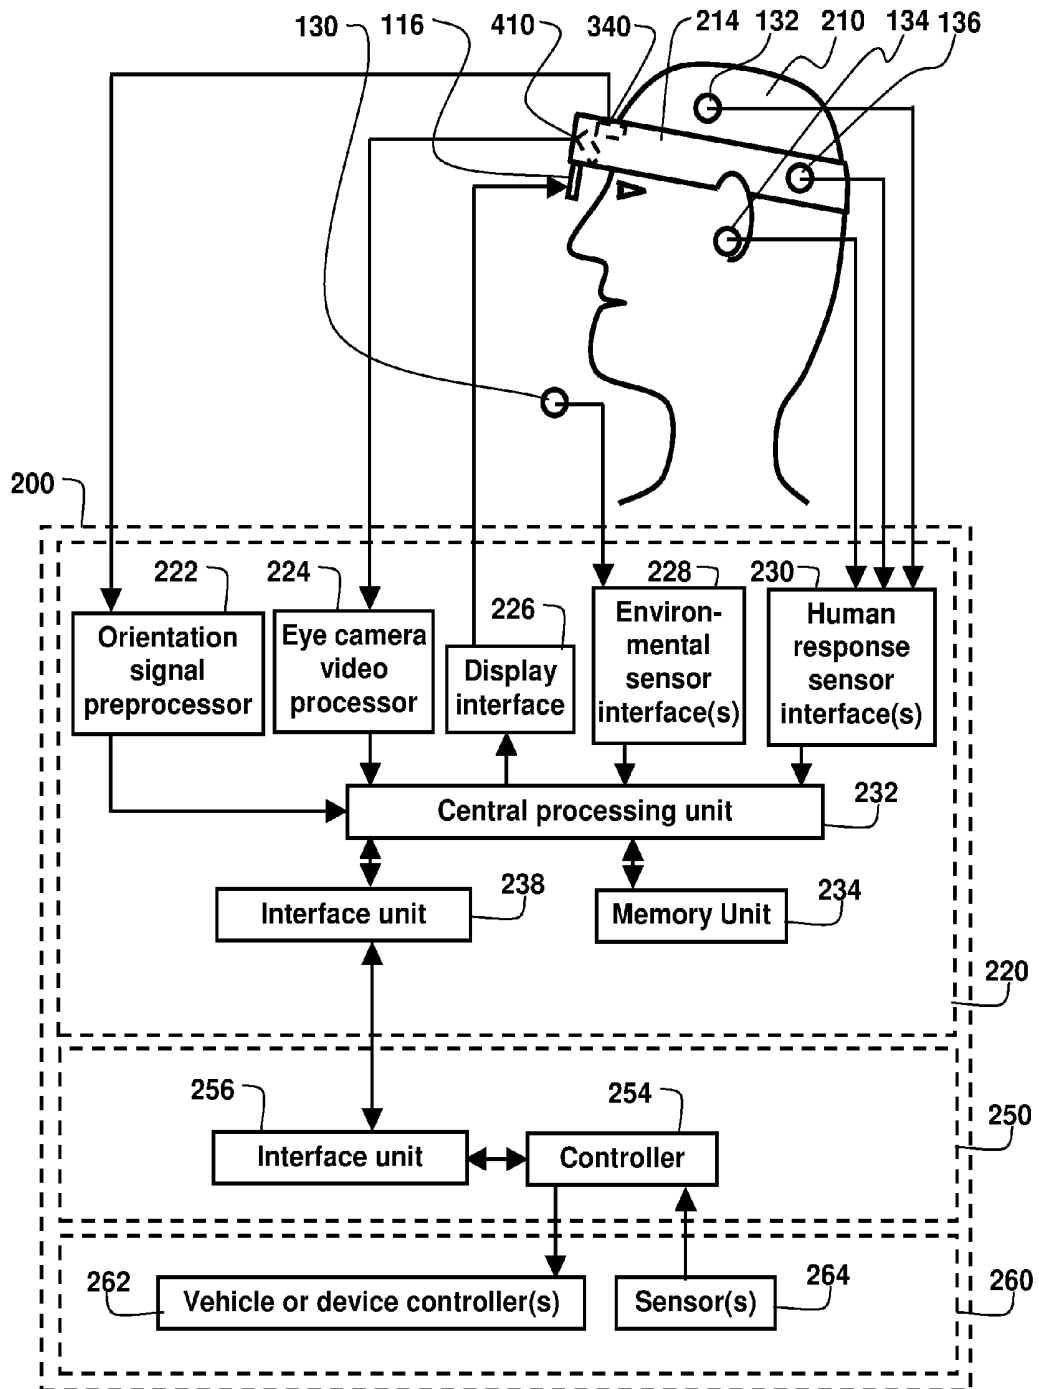 130 116 410 340 214 132 210 134 136
200
222 224 226 228 230
Orientation
signal
preprocessor
Eye camera
video
processor
Display
interface
Environ-
mental
sensor
interface(s)
Human
response
sensor
interface(s)
Central processing unit
232
Interface unit
238
Memory Unit
234
220
256
254
Interface unit
Controller
250
262
Vehicle or device controller(s)
Sensor(s)
264
260